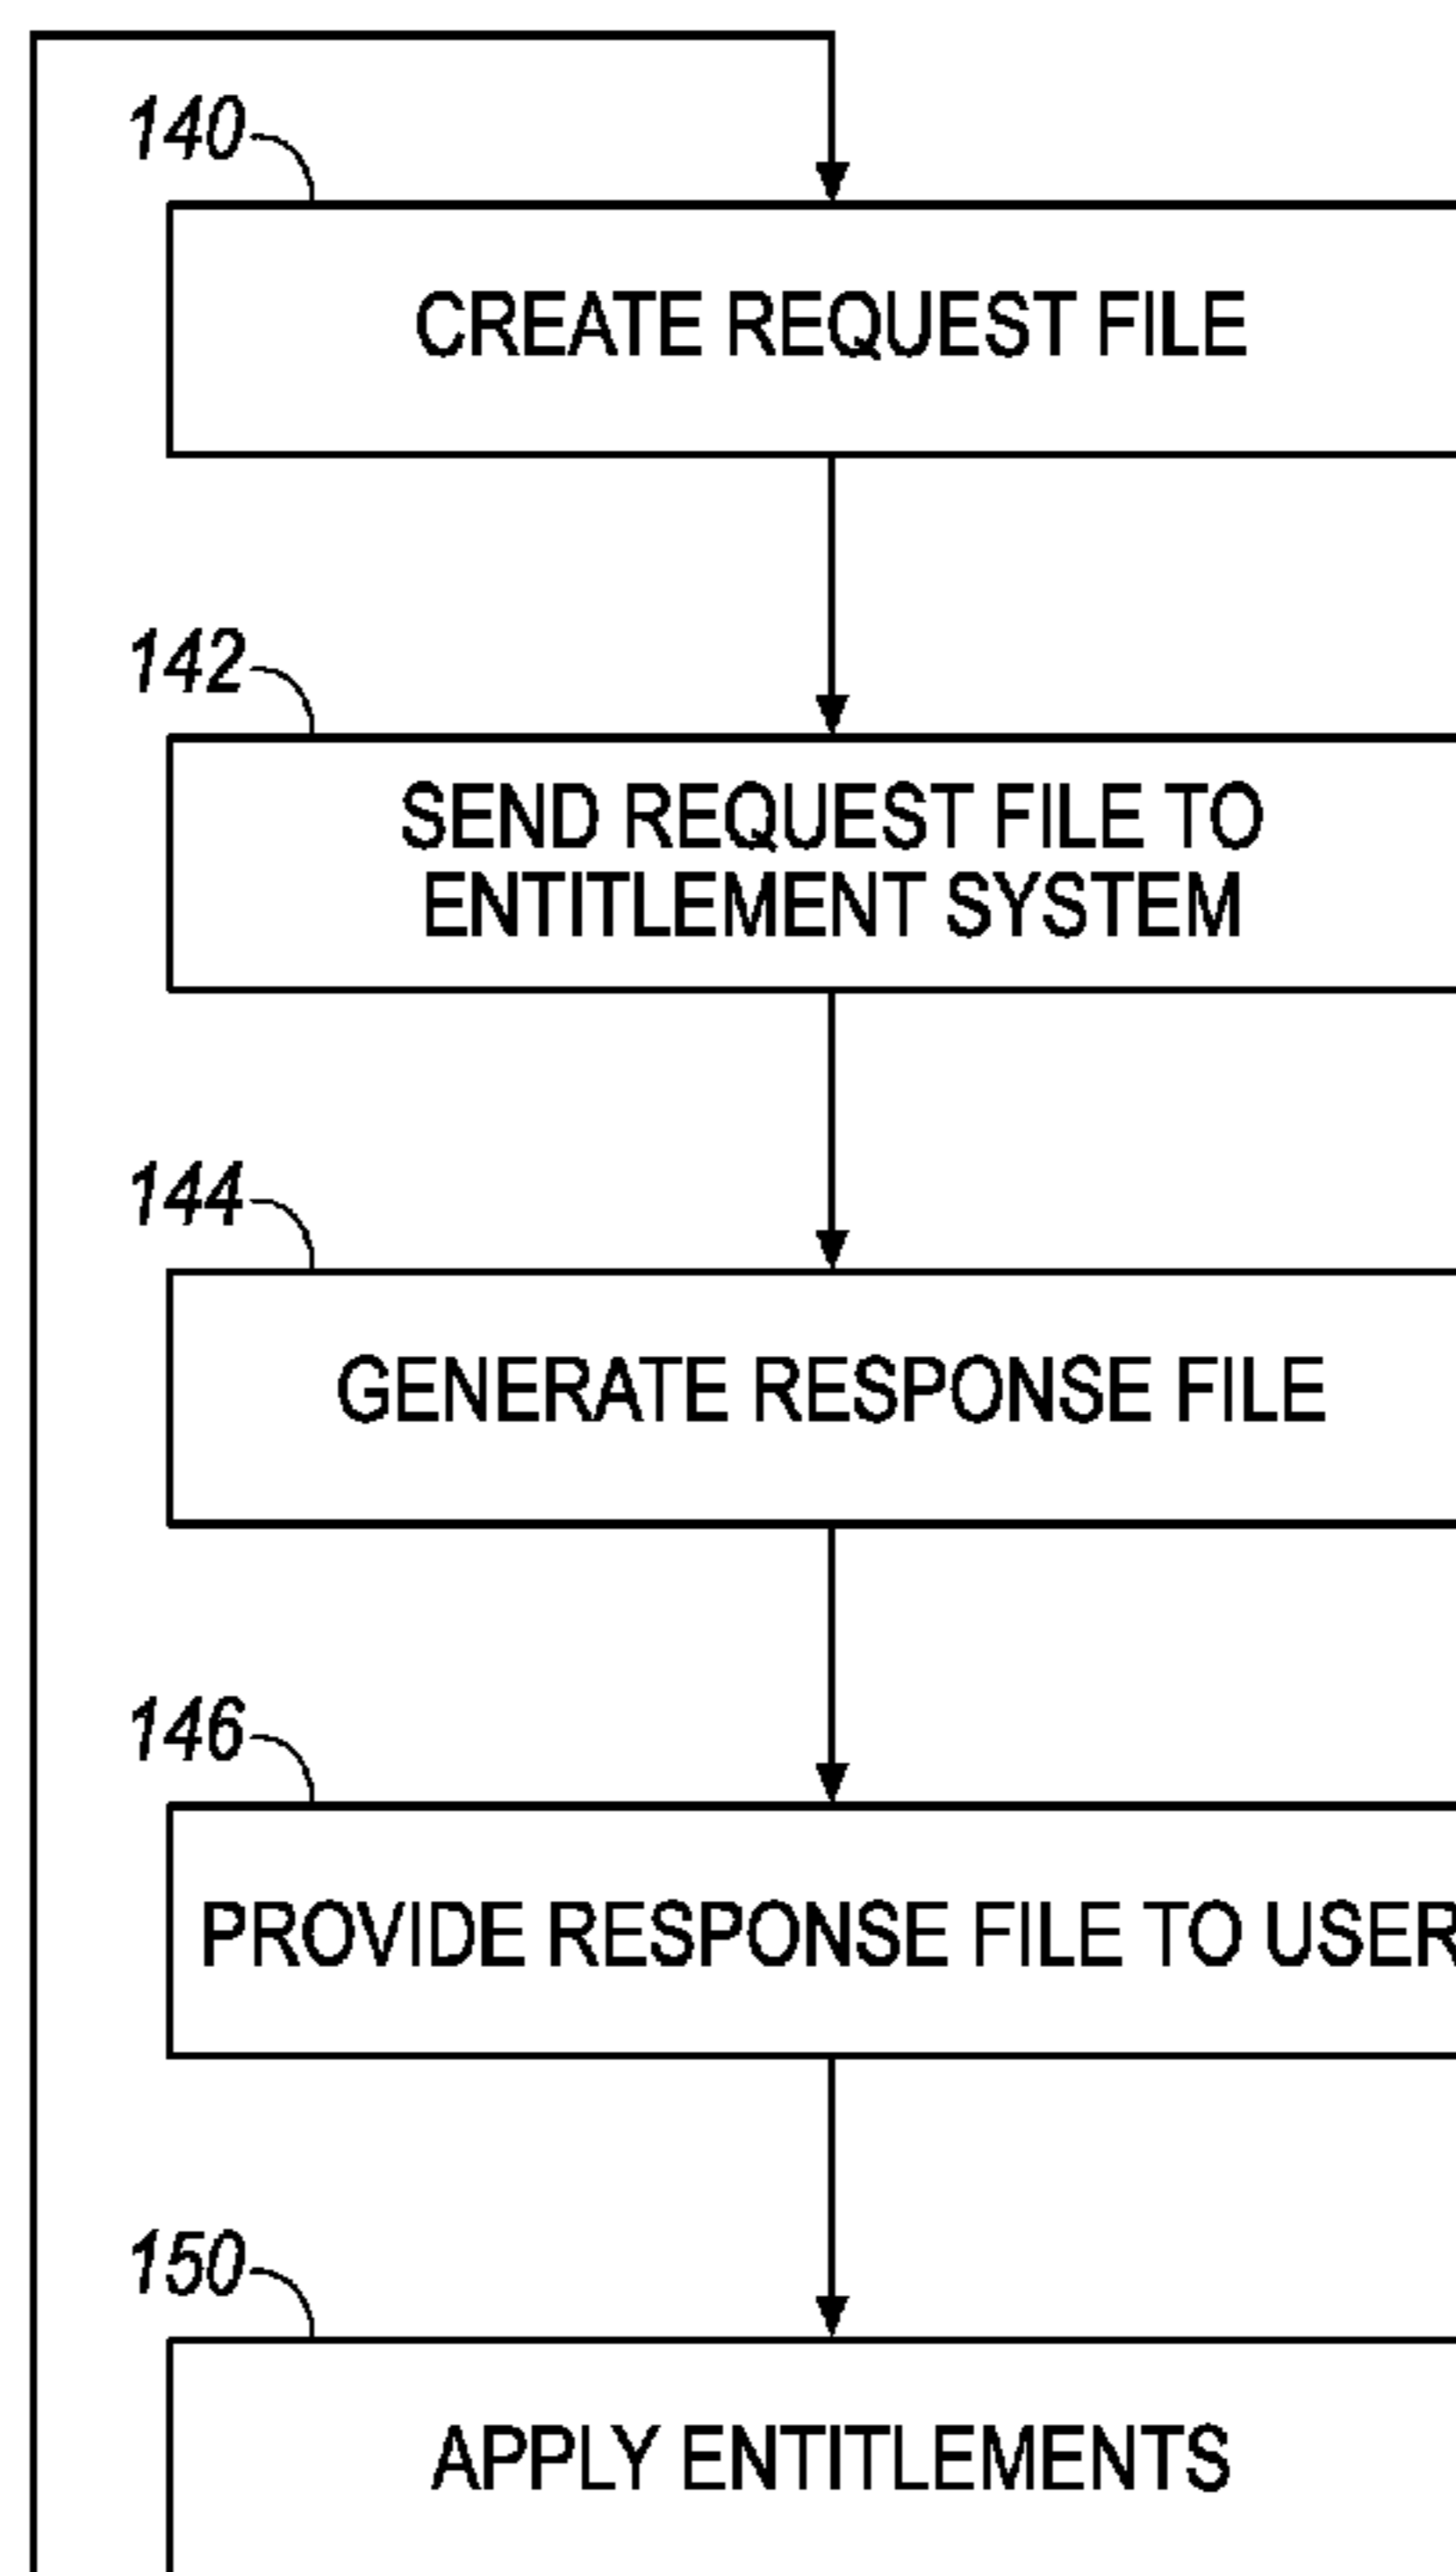 140
CREATE REQUEST FILE
142
SEND REQUEST FILE TO
ENTITLEMENT SYSTEM
144
GENERATE RESPONSE FILE
146
PROVIDE RESPONSE FILE TO USER
150
APPLY ENTITLEMENTS